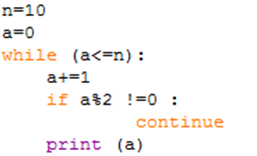 n=10
a=0
while (a<=n):
    a+=1
    if a%2 !=0 :
            continue
    print (a)